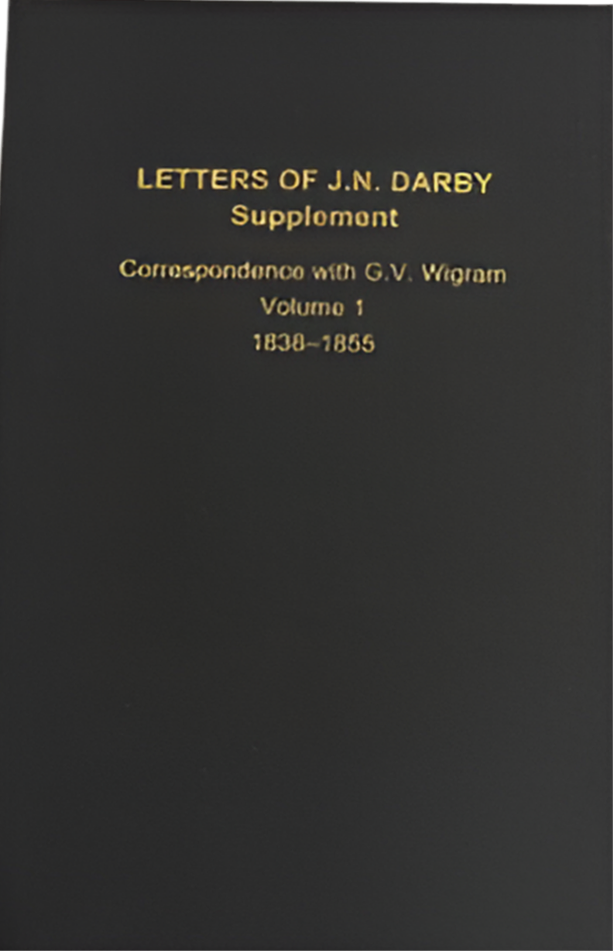 LETTERS OF J.N. DARBY
Supplement
Correspondence with G.V. Wigram
Volume 1
1838–1855